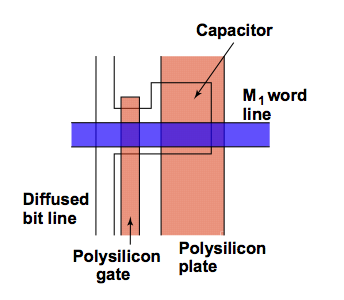 Capacitor
M1 word
line
Diffused
bit line
Polysilicon
gate
Polysilicon
plate